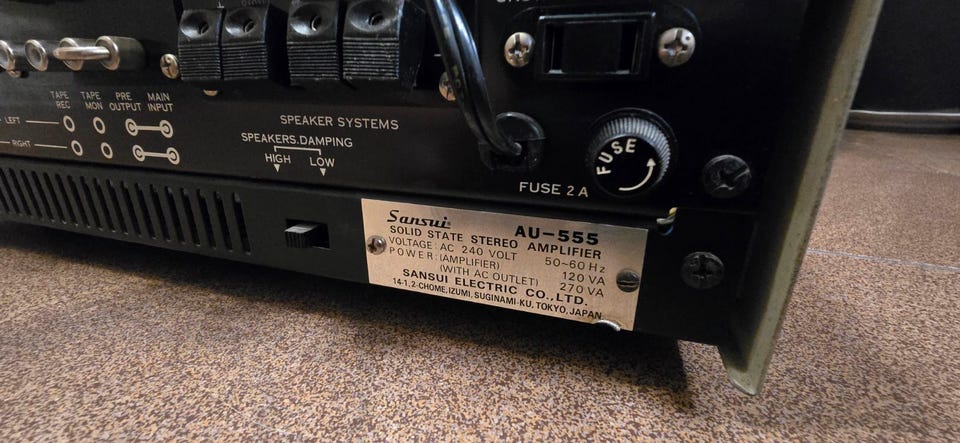 TAPE REC
TAPE MON
PRE OUTPUT
MAIN INPUT
LEFT
RIGHT
SPEAKER SYSTEMS
SPEAKERS.DAMPING
HIGH LOW
FUSE
FUSE 2 A
Sansui AU-555
SOLID STATE STEREO AMPLIFIER
VOLTAGE: AC 240 VOLT 50~60 Hz
POWER: (AMPLIFIER) 120 VA
(WITH AC OUTLET) 270 VA
SANSUI ELECTRIC CO., LTD.
14-1, 2-CHOME, IZUMI, SUGINAMI-KU, TOKYO, JAPAN